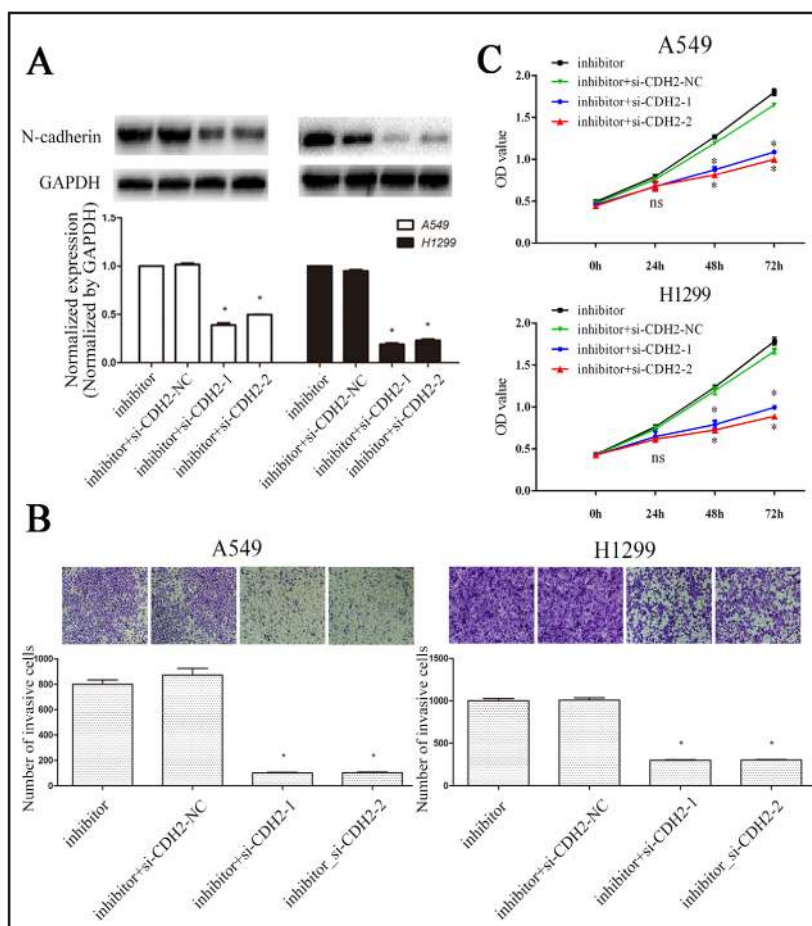 A
N-cadherin
GAPDH
Normalized expression
(Normalized by GAPDH)
1.5
1.0
0.5
0.0
A549
H1299
* *
* *
inhibitor
inhibitor+si-CDH2-NC
inhibitor+si-CDH2-1
inhibitor+si-CDH2-2
inhibitor
inhibitor+si-CDH2-NC
inhibitor+si-CDH2-1
inhibitor+si-CDH2-2
C
A549
inhibitor
inhibitor+si-CDH2-NC
inhibitor+si-CDH2-1
inhibitor+si-CDH2-2
OD value
2.0
1.5
1.0
0.5
0.0
ns
* *
* *
0h 24h 48h 72h
H1299
inhibitor
inhibitor+si-CDH2-NC
inhibitor+si-CDH2-1
inhibitor+si-CDH2-2
OD value
2.0
1.5
1.0
0.5
0.0
ns
* *
* *
0h 24h 48h 72h
B
A549
Number of invasive cells
1000
800
600
400
200
0
* *
inhibitor
inhibitor+si-CDH2-NC
inhibitor+si-CDH2-1
inhibitor_si-CDH2-2
H1299
Number of invasive cells
1500
1000
500
0
* *
inhibitor
inhibitor+si-CDH2-NC
inhibitor+si-CDH2-1
inhibitor_si-CDH2-2